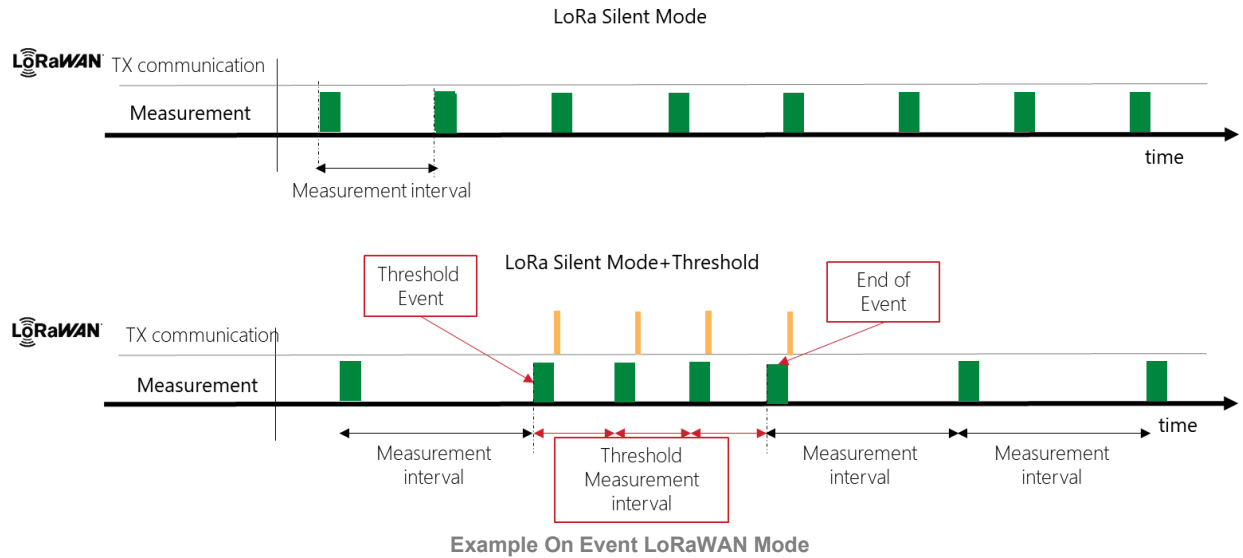 LoRa Silent Mode
LoRaWAN
TX communication
Measurement
time
Measurement interval
LoRa Silent Mode+Threshold
Threshold
Event
End of
Event
LoRaWAN
TX communication
Measurement
time
Measurement
interval
Threshold
Measurement
interval
Measurement
interval
Measurement
interval
Example On Event LoRaWAN Mode